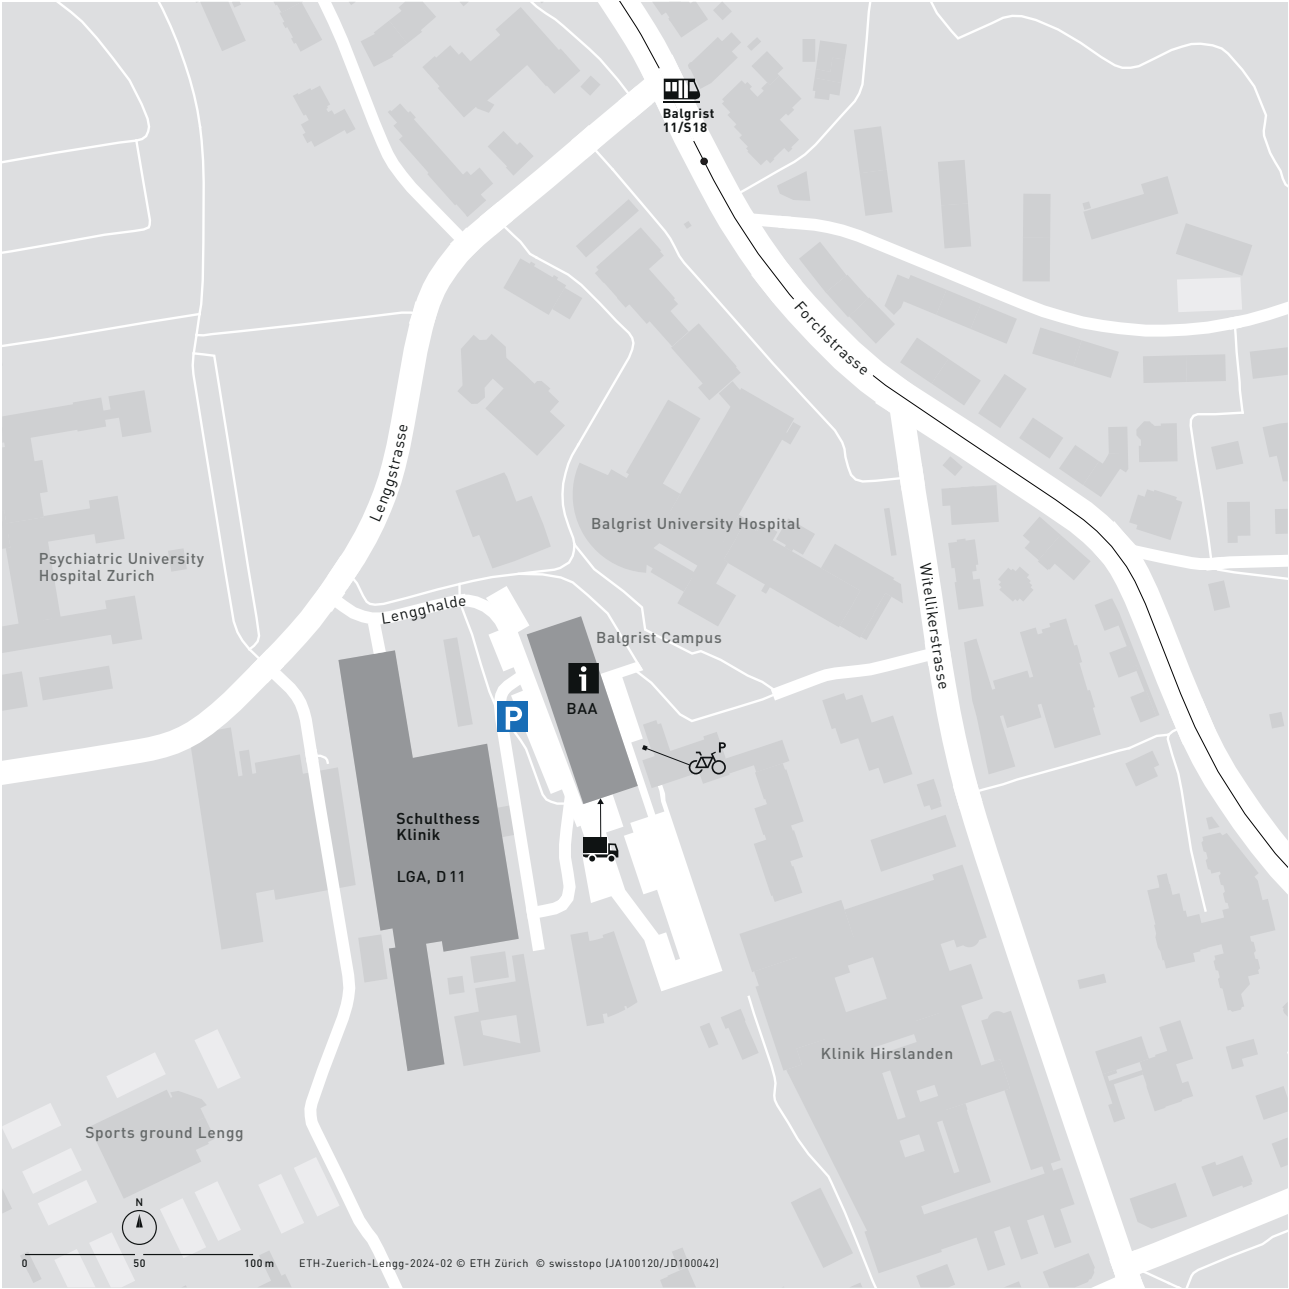 Balgrist
11/S18
Forchstrasse
Lenggstrasse
Balgrist University Hospital
Psychiatric University
Hospital Zurich
Lengghalde
Witellikerstrasse
Balgrist Campus
i
BAA
P
P
Schulthess
Klinik
LGA, D 11
Klinik Hirslanden
Sports ground Lengg
N
0 50 100 m
ETH-Zuerich-Lengg-2024-02 © ETH Zürich © swisstopo (JA100120/JD100042)